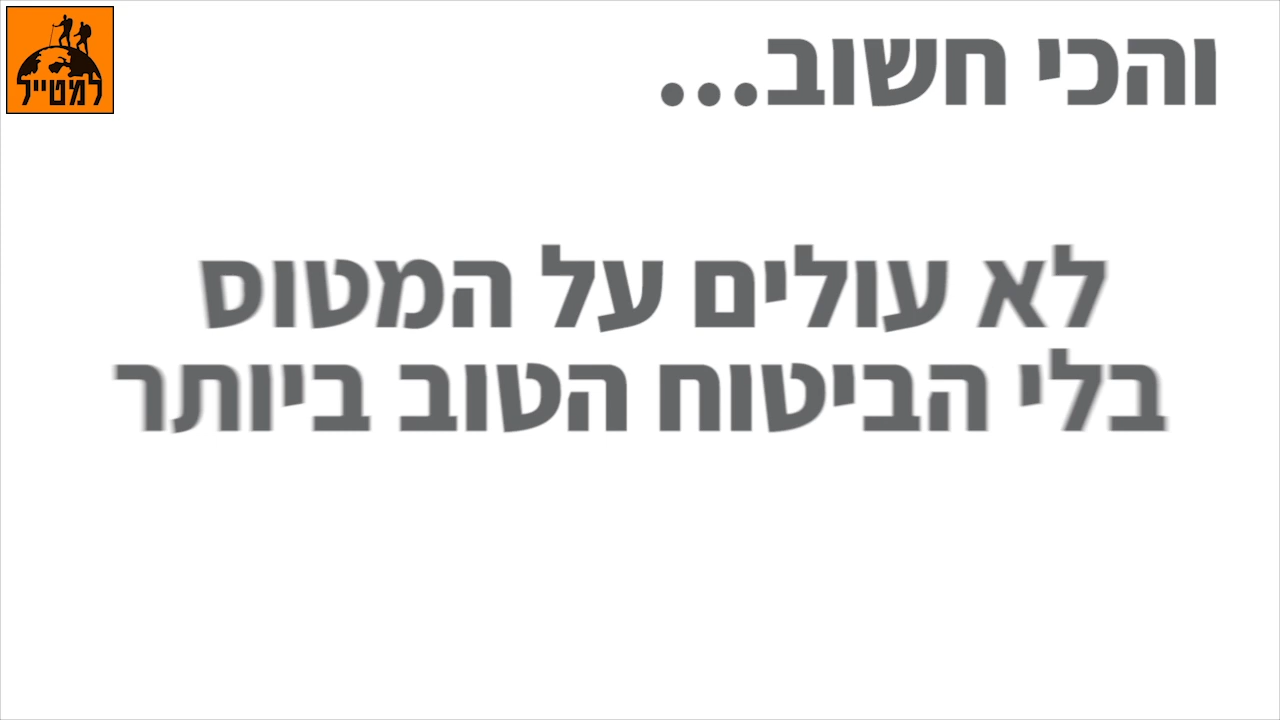 למטייל
והכי חשוב...
לא עולים על המטוס
בלי הביטוח הטוב ביותר